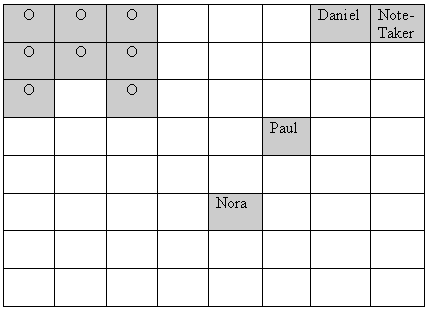 O O O Daniel Note-
Taker
O O O
O O
Paul
Nora